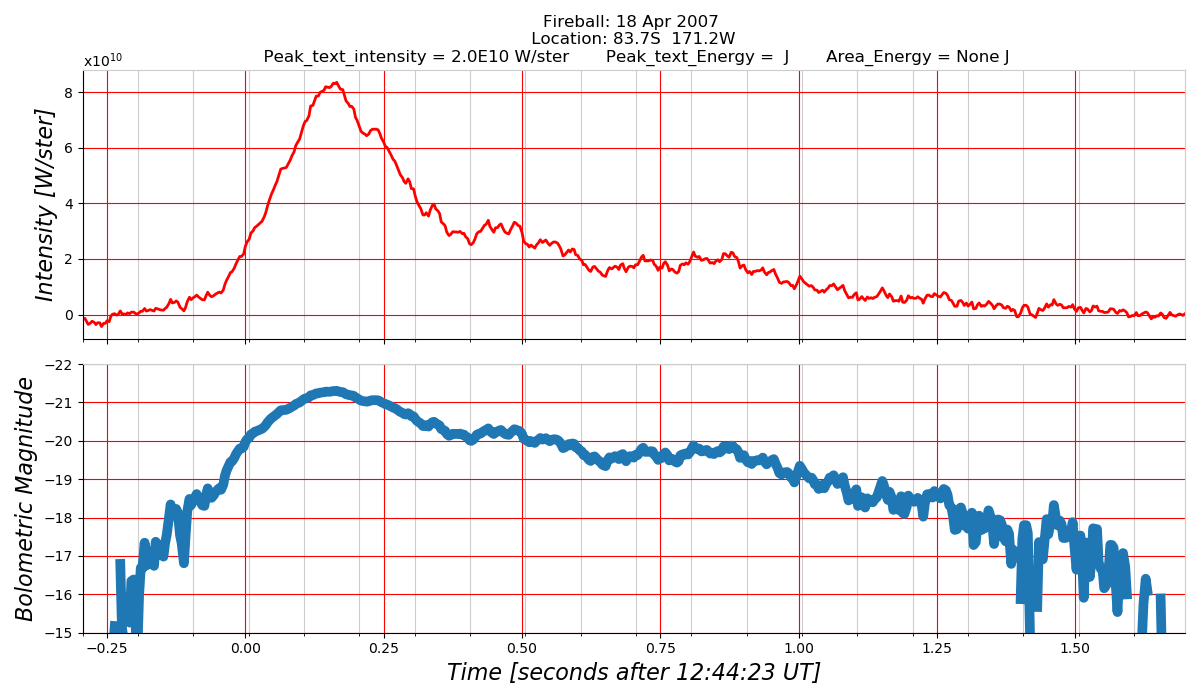 Fireball: 18 Apr 2007
Location: 83.7S  171.2W
Peak_text_intensity = 2.0E10 W/ster       Peak_text_Energy =  J       Area_Energy = None J
x10¹⁰
8
6
4
2
0
Intensity [W/ster]
−22
−21
−20
−19
−18
−17
−16
−15
Bolometric Magnitude
−0.25 0.00 0.25 0.50 0.75 1.00 1.25 1.50
Time [seconds after 12:44:23 UT]